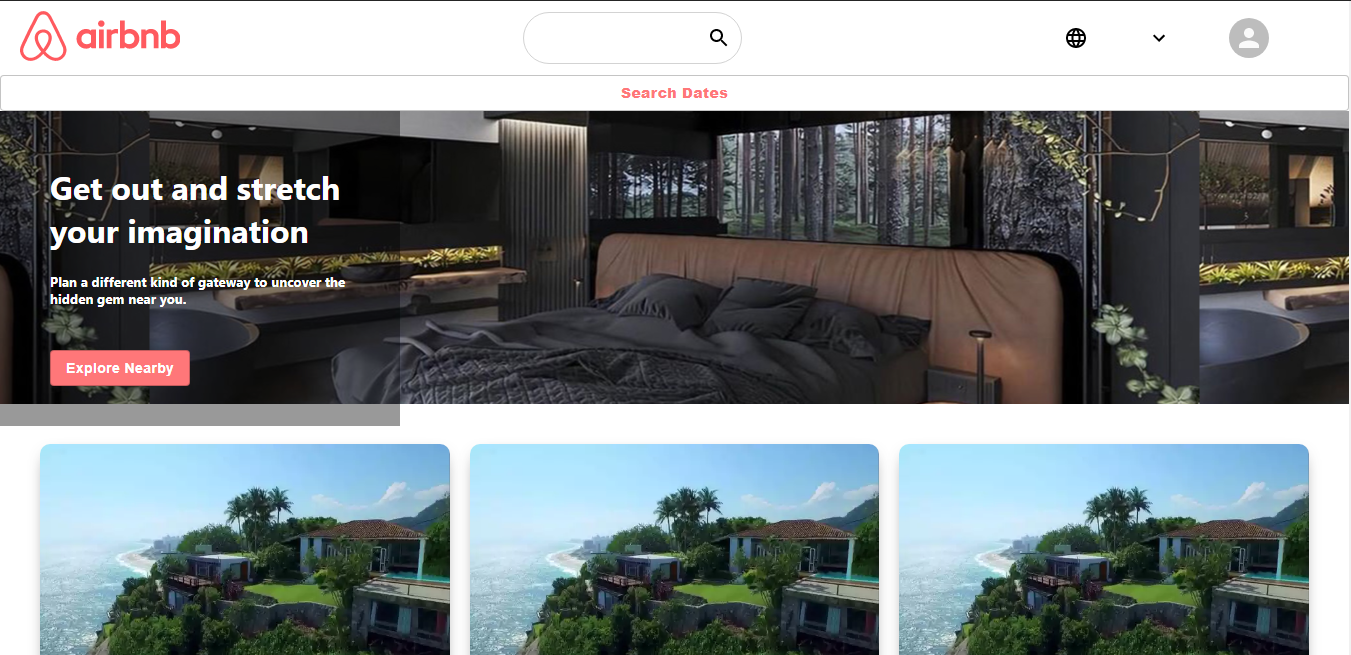 airbnb
Search Dates
Get out and stretch
your imagination
Plan a different kind of gateway to uncover the
hidden gem near you.
Explore Nearby